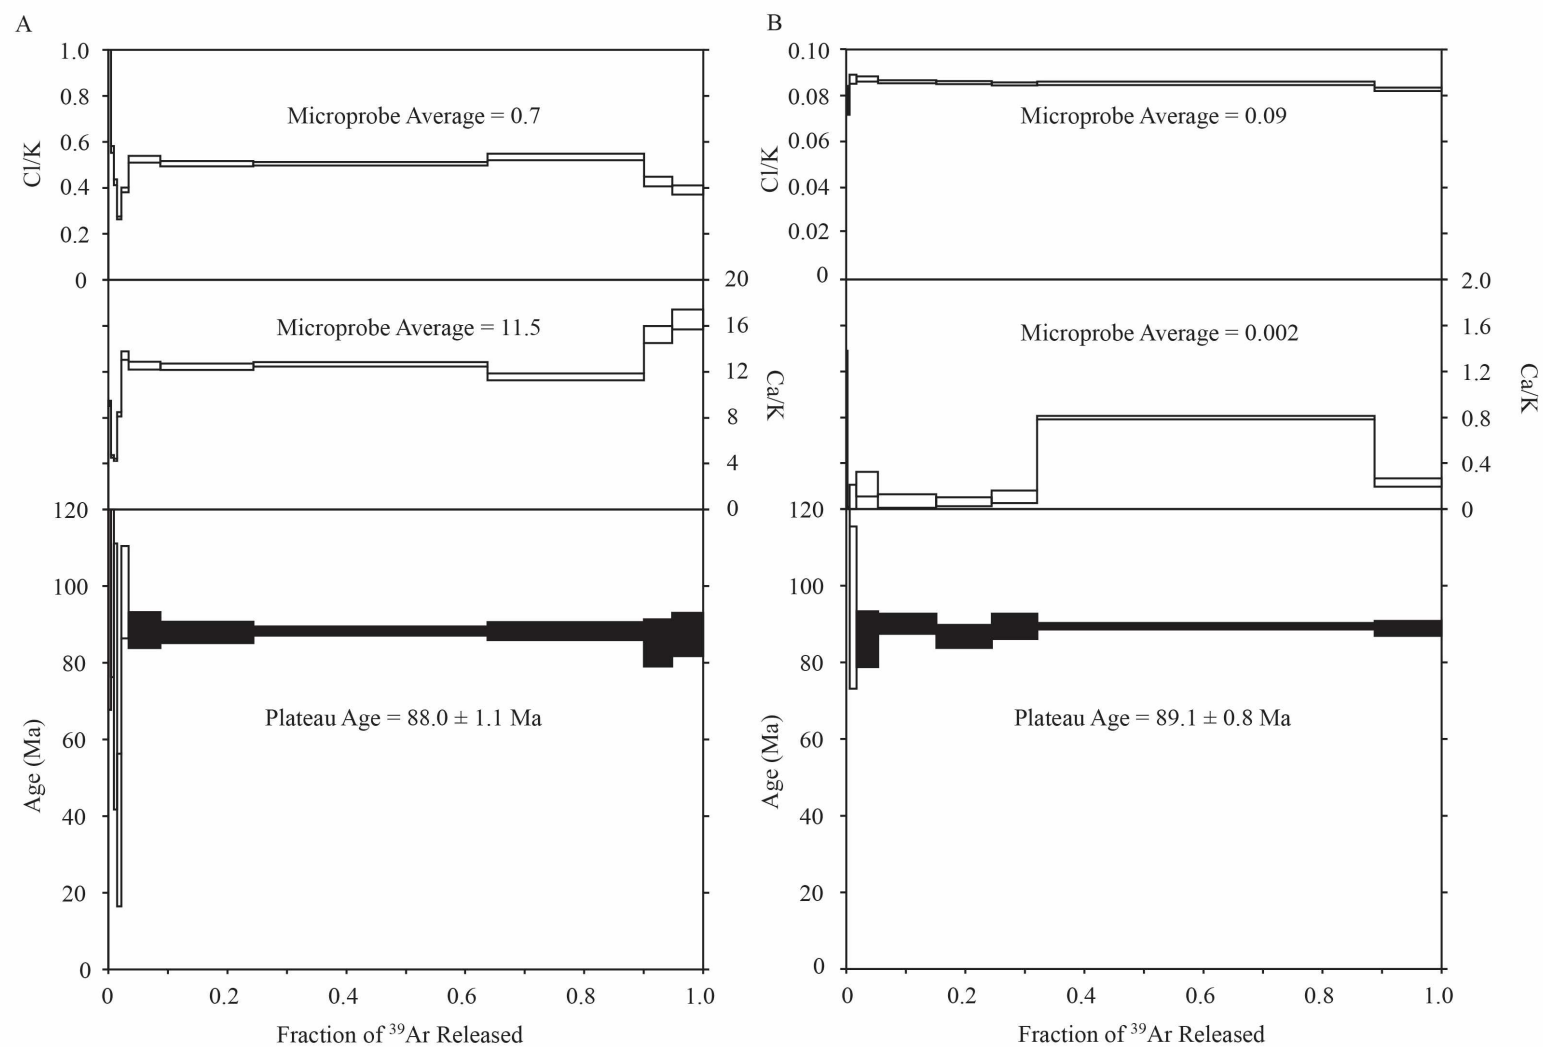 A
1.0
0.8
0.6
0.4
0.2
0
Cl/K
Microprobe Average = 0.7
20
16
12
8
4
0
Ca/K
Microprobe Average = 11.5
120
100
80
60
40
20
0
Age (Ma)
Plateau Age = 88.0 ± 1.1 Ma
0 0.2 0.4 0.6 0.8 1.0
Fraction of ³⁹Ar Released
B
0.10
0.08
0.06
0.04
0.02
0
Cl/K
Microprobe Average = 0.09
2.0
1.6
1.2
0.8
0.4
0
Ca/K
Microprobe Average = 0.002
120
100
80
60
40
20
0
Age (Ma)
Plateau Age = 89.1 ± 0.8 Ma
0 0.2 0.4 0.6 0.8 1.0
Fraction of ³⁹Ar Released